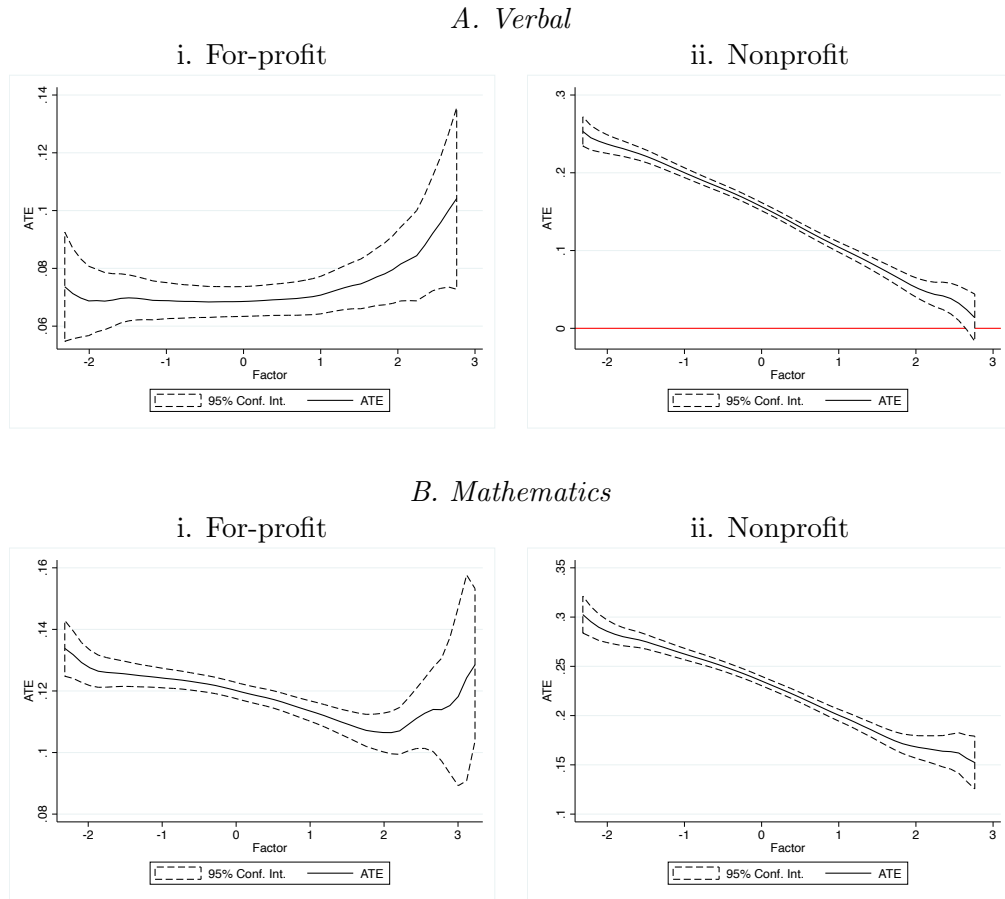 A. Verbal
i. For-profit
ii. Nonprofit
.14
.12
.1
.08
.06
ATE
-2
-1
0
1
2
3
Factor
95% Conf. Int.
ATE
.3
.2
.1
0
ATE
-2
-1
0
1
2
3
Factor
95% Conf. Int.
ATE
B. Mathematics
i. For-profit
ii. Nonprofit
.16
.14
.12
.1
.08
ATE
-2
-1
0
1
2
3
Factor
95% Conf. Int.
ATE
.35
.3
.25
.2
.15
.1
ATE
-2
-1
0
1
2
3
Factor
95% Conf. Int.
ATE